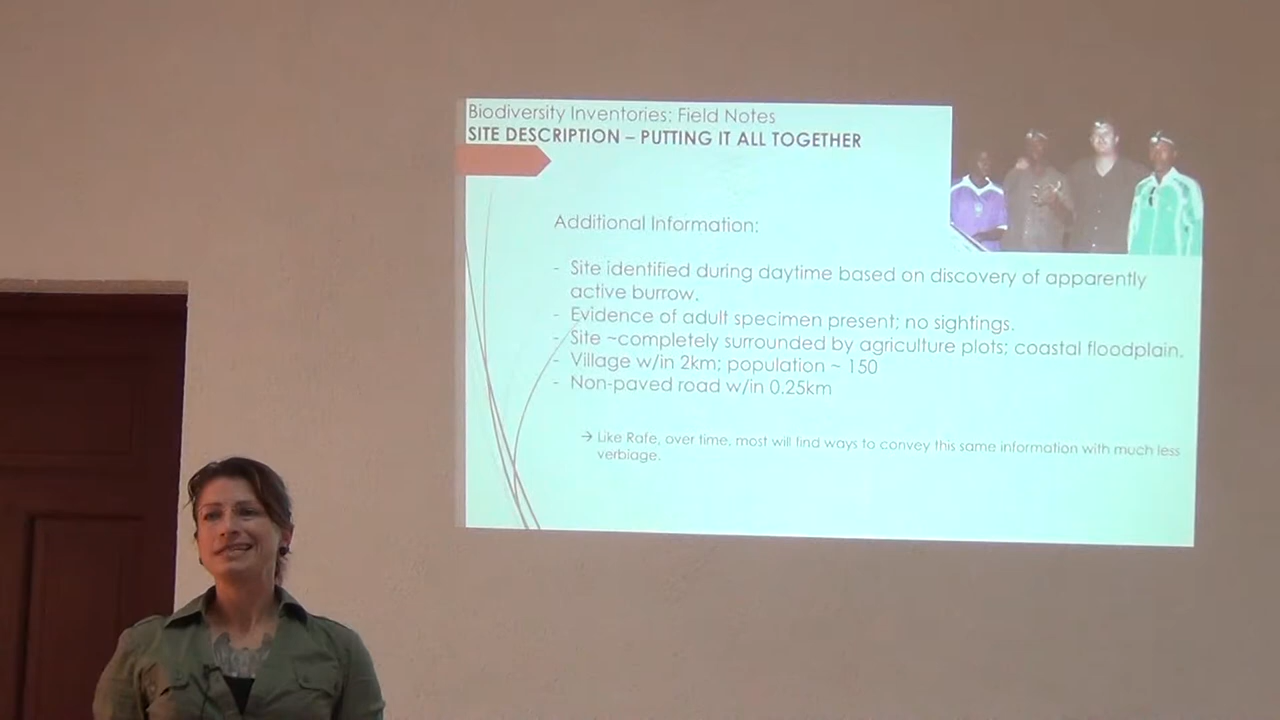 Biodiversity Inventories: Field Notes
SITE DESCRIPTION – PUTTING IT ALL TOGETHER
Additional Information:
- Site identified during daytime based on discovery of apparently
active burrow.
- Evidence of adult specimen present; no sightings.
- Site ~completely surrounded by agriculture plots; coastal floodplain.
- Village w/in 2km; population ~ 150
- Non-paved road w/in 0.25km
→ Like Rafe, over time, most will find ways to convey this same information with much less
verbiage.